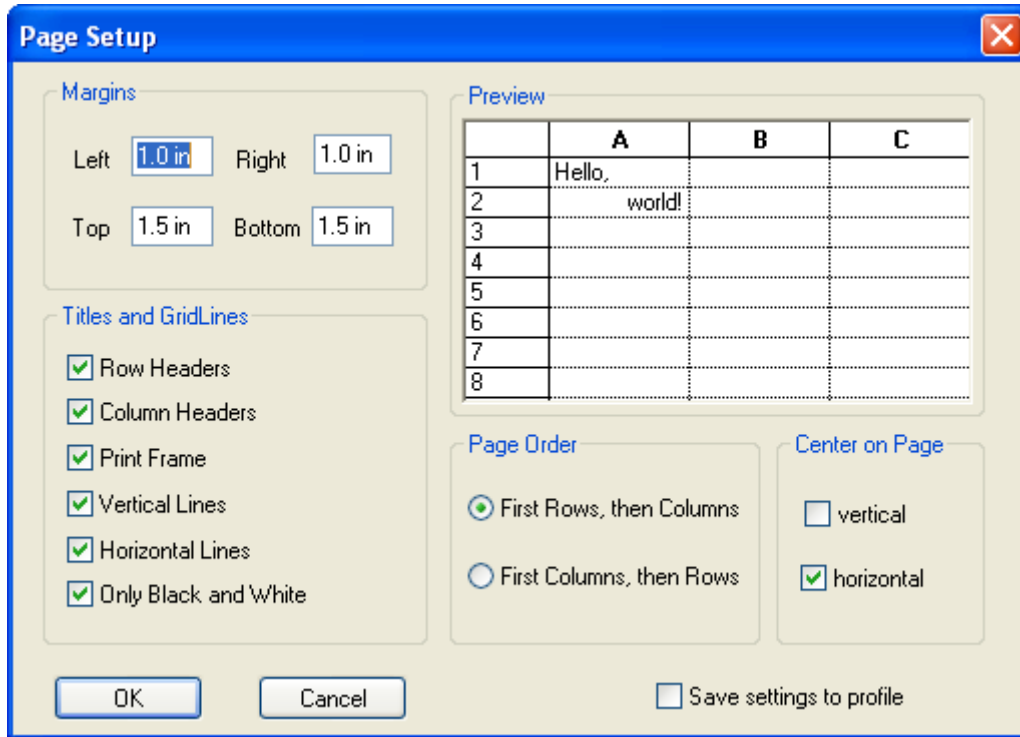 Page Setup
Margins
Left 1.0 in Right 1.0 in
Top 1.5 in Bottom 1.5 in
Titles and GridLines
Row Headers
Column Headers
Print Frame
Vertical Lines
Horizontal Lines
Only Black and White
Preview
A B C
1 Hello,
2 world!
3
4
5
6
7
8
Page Order
First Rows, then Columns
First Columns, then Rows
Center on Page
vertical
horizontal
OK Cancel Save settings to profile